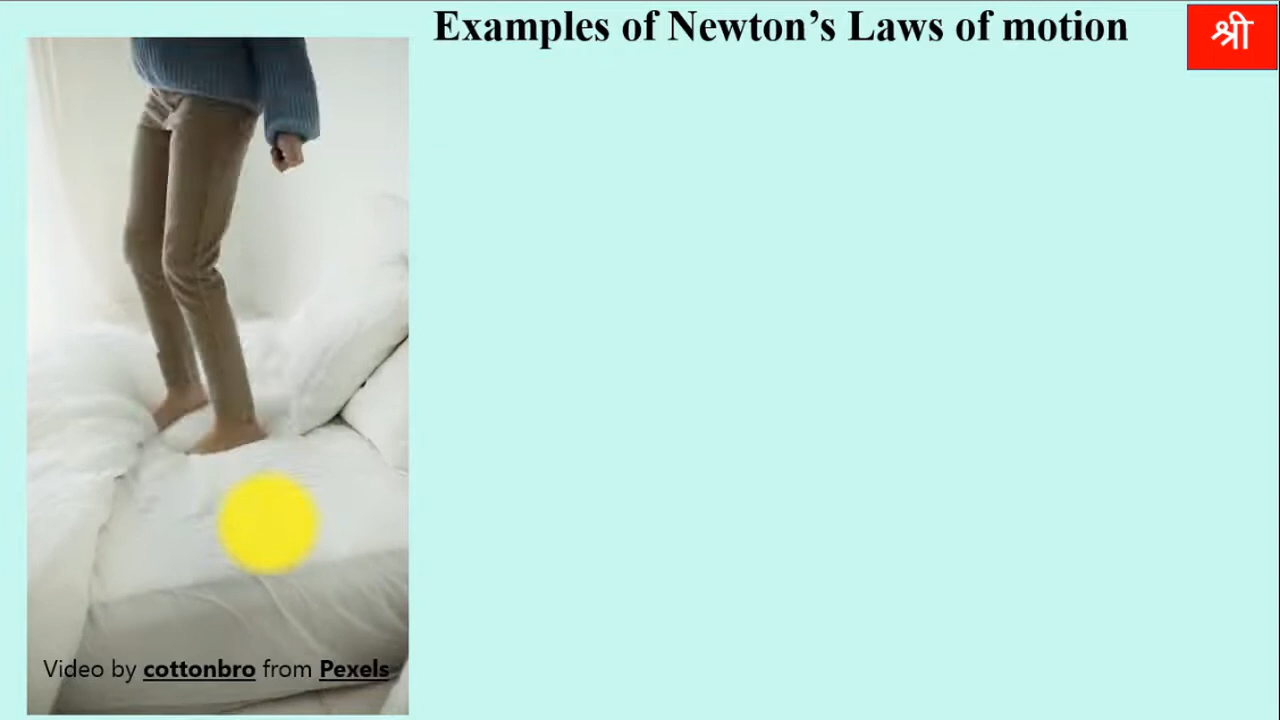 Examples of Newton’s Laws of motion
श्री
Video by cottonbro from Pexels